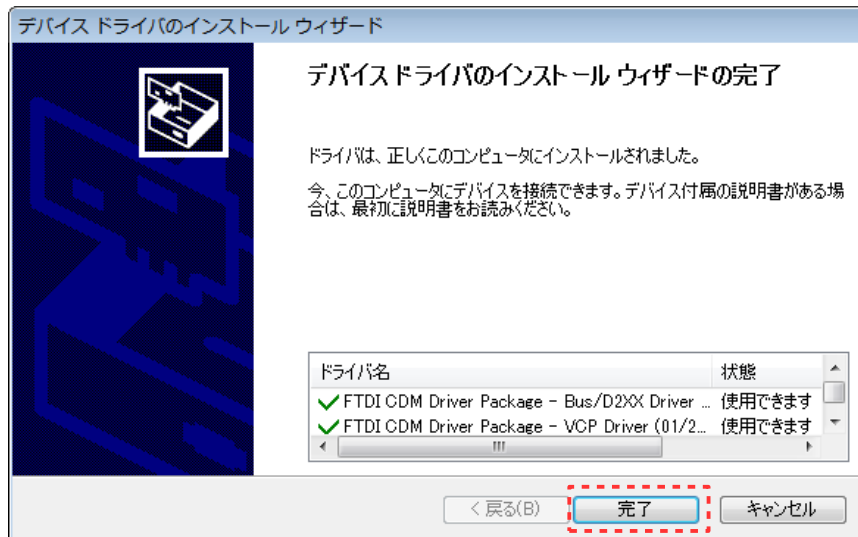 デバイス ドライバのインストール ウィザード
デバイス ドライバのインストール ウィザードの完了
ドライバは、正しくこのコンピュータにインストールされました。
今、このコンピュータにデバイスを接続できます。デバイス付属の説明書がある場
合は、最初に説明書をお読みください。
ドライバ名 状態
FTDI CDM Driver Package - Bus/D2XX Driver ... 使用できます
FTDI CDM Driver Package - VCP Driver (01/2... 使用できます
< 戻る(B) 完了 キャンセル